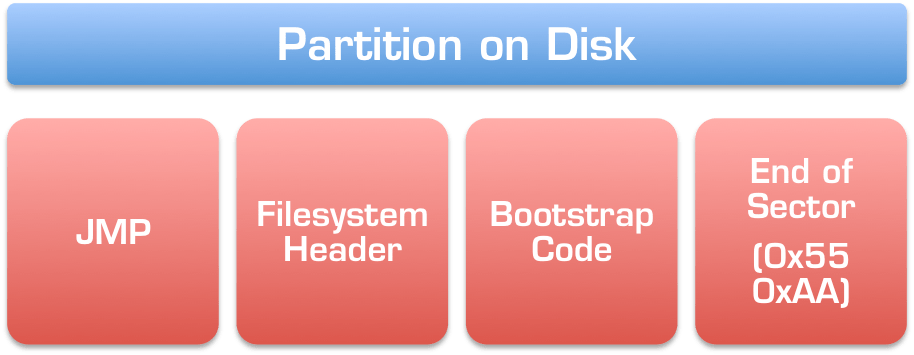 Partition on Disk
JMP
Filesystem
Header
Bootstrap
Code
End of
Sector
(0x55
0xAA)